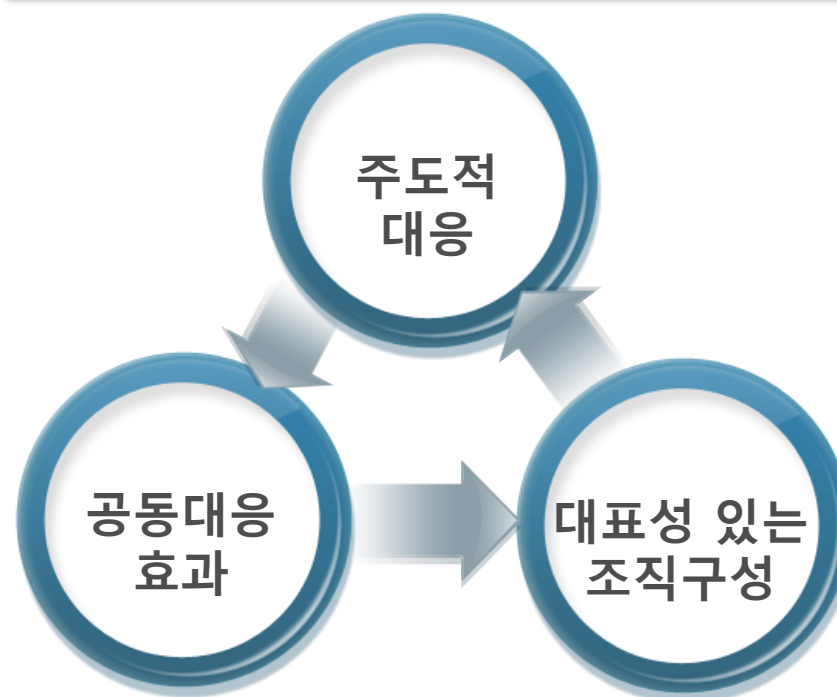 주도적
대응
공동대응
효과
대표성 있는
조직구성